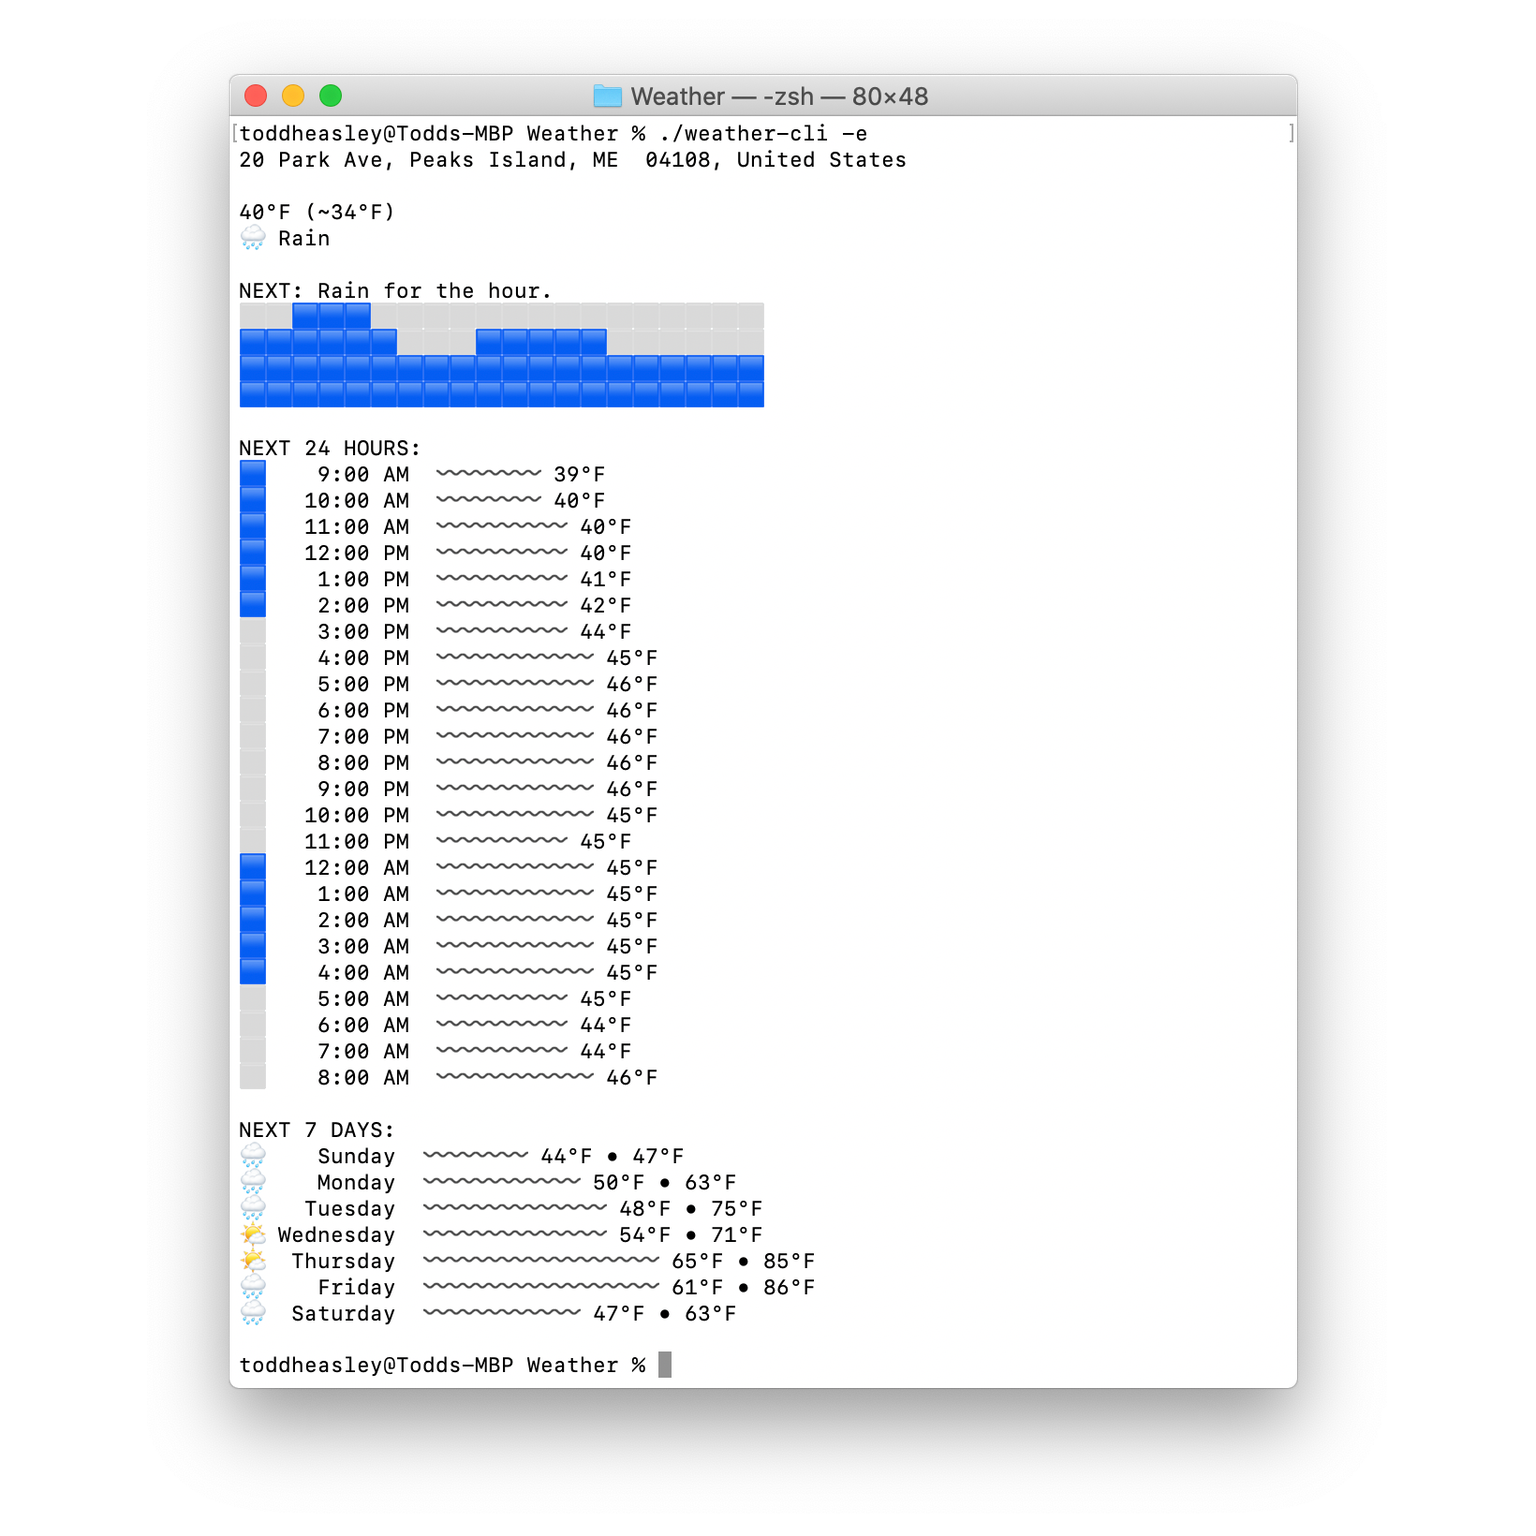 Weather — -zsh — 80×48
[toddheasley@Todds-MBP Weather % ./weather-cli -e ]
20 Park Ave, Peaks Island, ME  04108, United States
40°F (~34°F)
🌧 Rain
NEXT: Rain for the hour.
NEXT 24 HOURS:
9:00 AM 〰〰〰〰 39°F
10:00 AM 〰〰〰〰 40°F
11:00 AM 〰〰〰〰〰 40°F
12:00 PM 〰〰〰〰〰 40°F
1:00 PM 〰〰〰〰〰 41°F
2:00 PM 〰〰〰〰〰 42°F
3:00 PM 〰〰〰〰〰 44°F
4:00 PM 〰〰〰〰〰〰 45°F
5:00 PM 〰〰〰〰〰〰 46°F
6:00 PM 〰〰〰〰〰〰 46°F
7:00 PM 〰〰〰〰〰〰 46°F
8:00 PM 〰〰〰〰〰〰 46°F
9:00 PM 〰〰〰〰〰〰 46°F
10:00 PM 〰〰〰〰〰〰 45°F
11:00 PM 〰〰〰〰〰 45°F
12:00 AM 〰〰〰〰〰〰 45°F
1:00 AM 〰〰〰〰〰〰 45°F
2:00 AM 〰〰〰〰〰〰 45°F
3:00 AM 〰〰〰〰〰〰 45°F
4:00 AM 〰〰〰〰〰〰 45°F
5:00 AM 〰〰〰〰〰 45°F
6:00 AM 〰〰〰〰〰 44°F
7:00 AM 〰〰〰〰〰 44°F
8:00 AM 〰〰〰〰〰〰 46°F
NEXT 7 DAYS:
🌧 Sunday 〰〰〰〰 44°F • 47°F
🌧 Monday 〰〰〰〰〰〰 50°F • 63°F
🌧 Tuesday 〰〰〰〰〰〰〰 48°F • 75°F
🌤 Wednesday 〰〰〰〰〰〰〰 54°F • 71°F
🌤 Thursday 〰〰〰〰〰〰〰〰〰 65°F • 85°F
🌧 Friday 〰〰〰〰〰〰〰〰〰 61°F • 86°F
🌧 Saturday 〰〰〰〰〰〰 47°F • 63°F
toddheasley@Todds-MBP Weather %